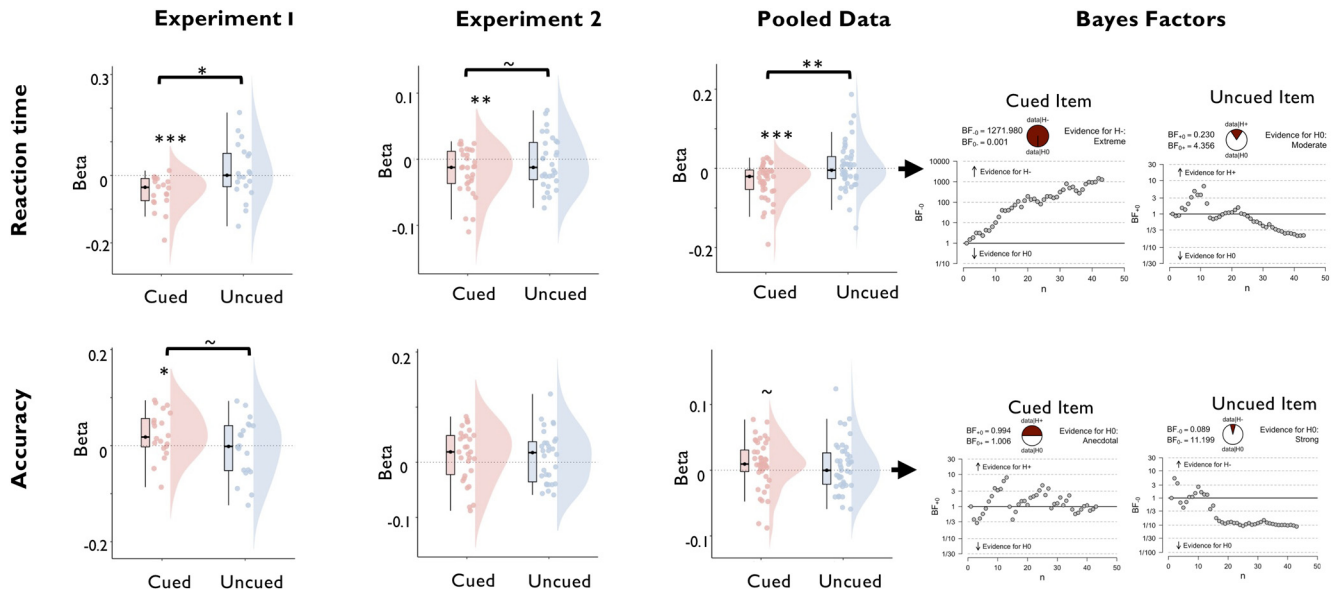 Experiment 1
Experiment 2
Pooled Data
Bayes Factors
Reaction time
Beta
0.3
0
-0.2
*
***
Cued
Uncued
Beta
0.1
0
-0.1
~
**
Cued
Uncued
Beta
0.2
0
-0.2
**
***
Cued
Uncued
Cued Item
data|H-
BF-0 = 1271.980
BF0- = 0.001
Evidence for H-:
Extreme
data|H0
10000
1000
100
10
1
1/10
BF-0
↑ Evidence for H-
↓ Evidence for H0
0 10 20 30 40 50
n
Uncued Item
data|H+
BF+0 = 0.230
BF0+ = 4.356
Evidence for H0:
Moderate
data|H0
30
10
3
1
1/3
1/10
1/30
BF+0
↑ Evidence for H+
↓ Evidence for H0
0 10 20 30 40 50
n
Accuracy
Beta
0.2
0
-0.2
~
*
Cued
Uncued
Beta
0.2
0
-0.1
Cued
Uncued
Beta
0.1
0
-0.1
~
Cued
Uncued
Cued Item
data|H+
BF+0 = 0.994
BF0+ = 1.006
Evidence for H0:
Anecdotal
data|H0
30
10
3
1
1/3
1/10
1/30
BF+0
↑ Evidence for H+
↓ Evidence for H0
0 10 20 30 40 50
n
Uncued Item
data|H-
BF-0 = 0.089
BF0- = 11.199
Evidence for H0:
Strong
data|H0
30
10
3
1
1/3
1/10
1/30
1/100
BF-0
↑ Evidence for H-
↓ Evidence for H0
0 10 20 30 40 50
n